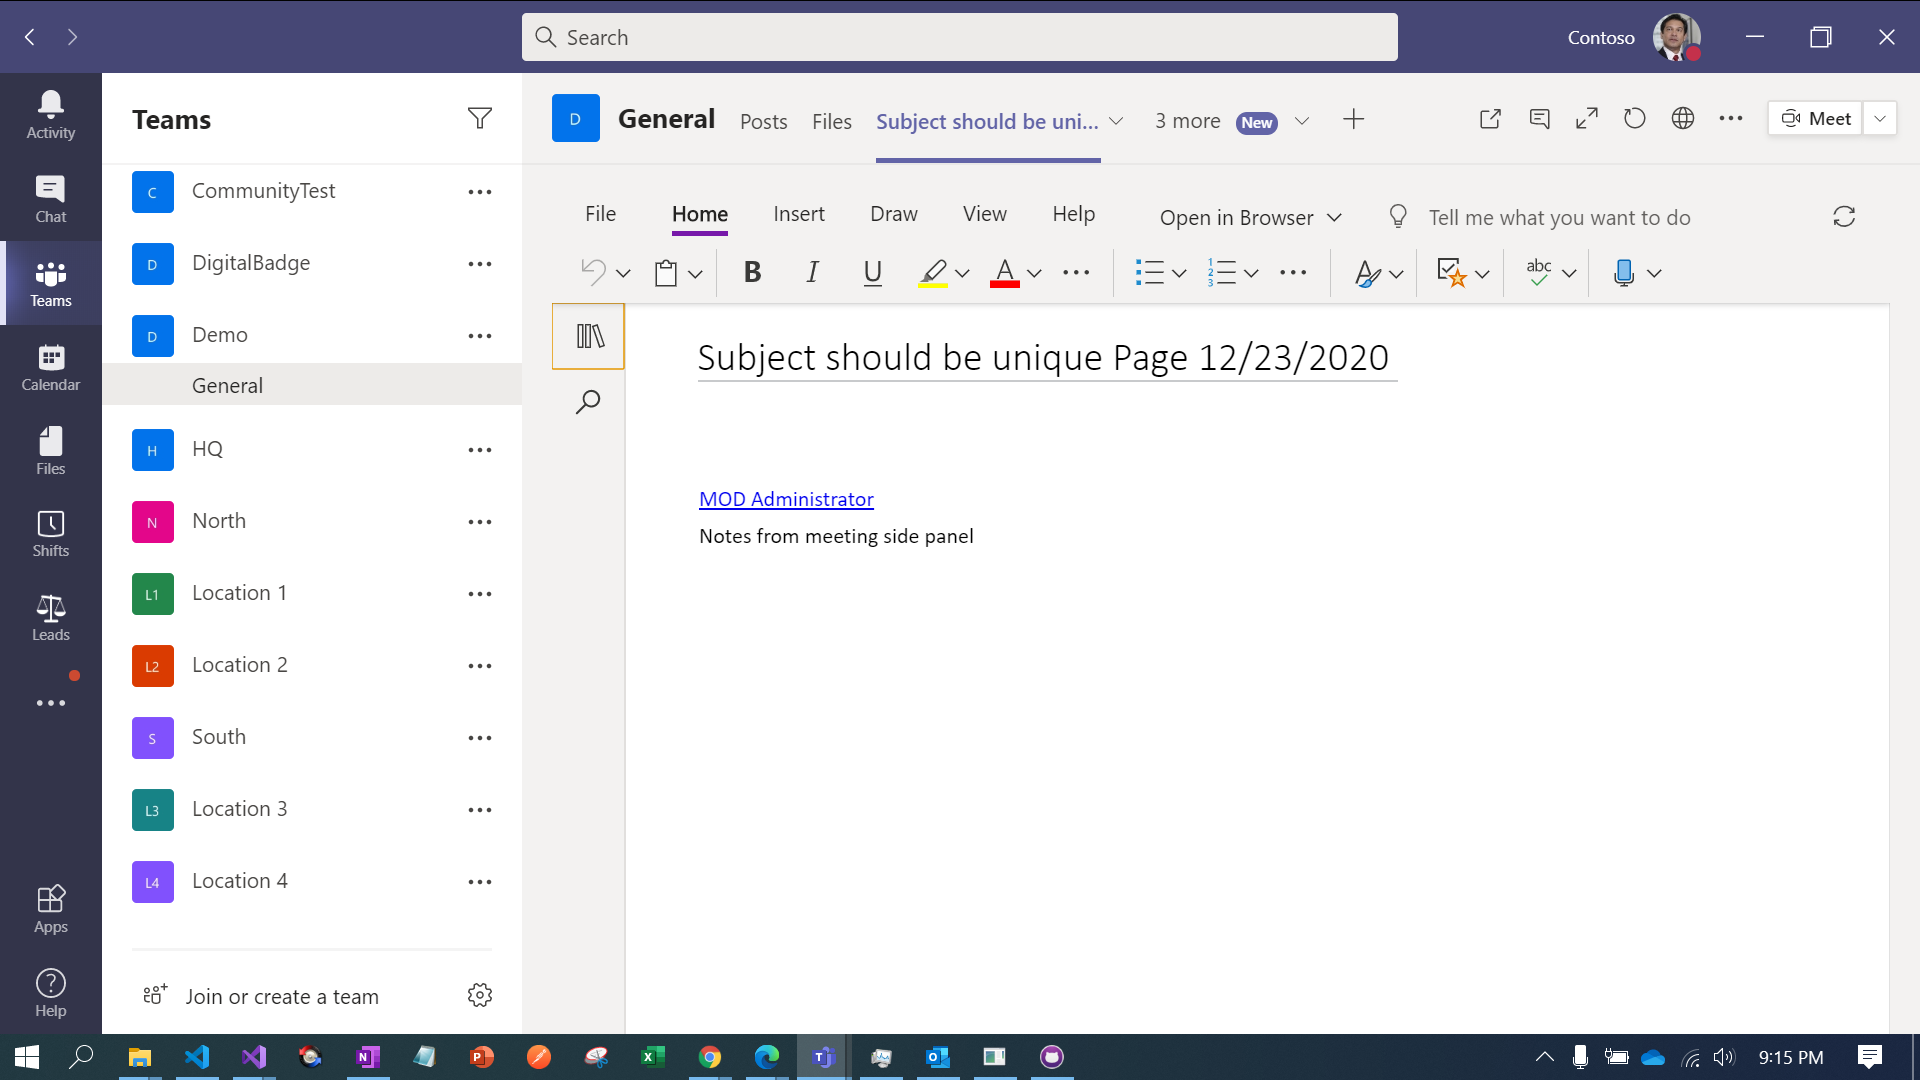 Search
Contoso
Activity
Chat
Teams
Calendar
Files
Shifts
Leads
Apps
Help
Teams
C CommunityTest
D DigitalBadge
D Demo
General
H HQ
N North
L1 Location 1
L2 Location 2
S South
L3 Location 3
L4 Location 4
Join or create a team
D General Posts Files Subject should be uni... 3 more New Meet
File Home Insert Draw View Help Open in Browser Tell me what you want to do
B I U A abc
Subject should be unique Page 12/23/2020
MOD Administrator
Notes from meeting side panel
9:15 PM